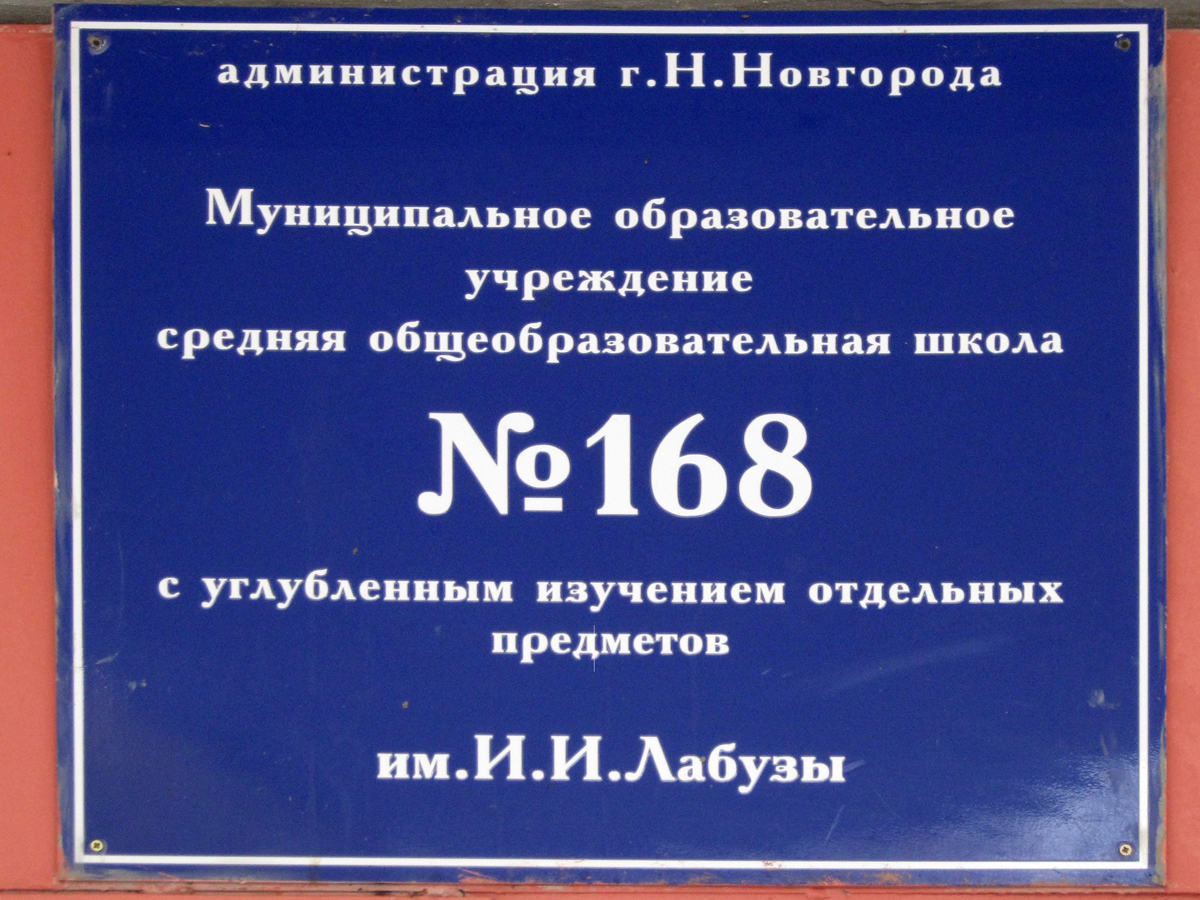 администрация г.Н.Новгорода
Муниципальное образовательное
учреждение
средняя общеобразовательная школа
№168
с углубленным изучением отдельных
предметов
им.И.И.Лабузы